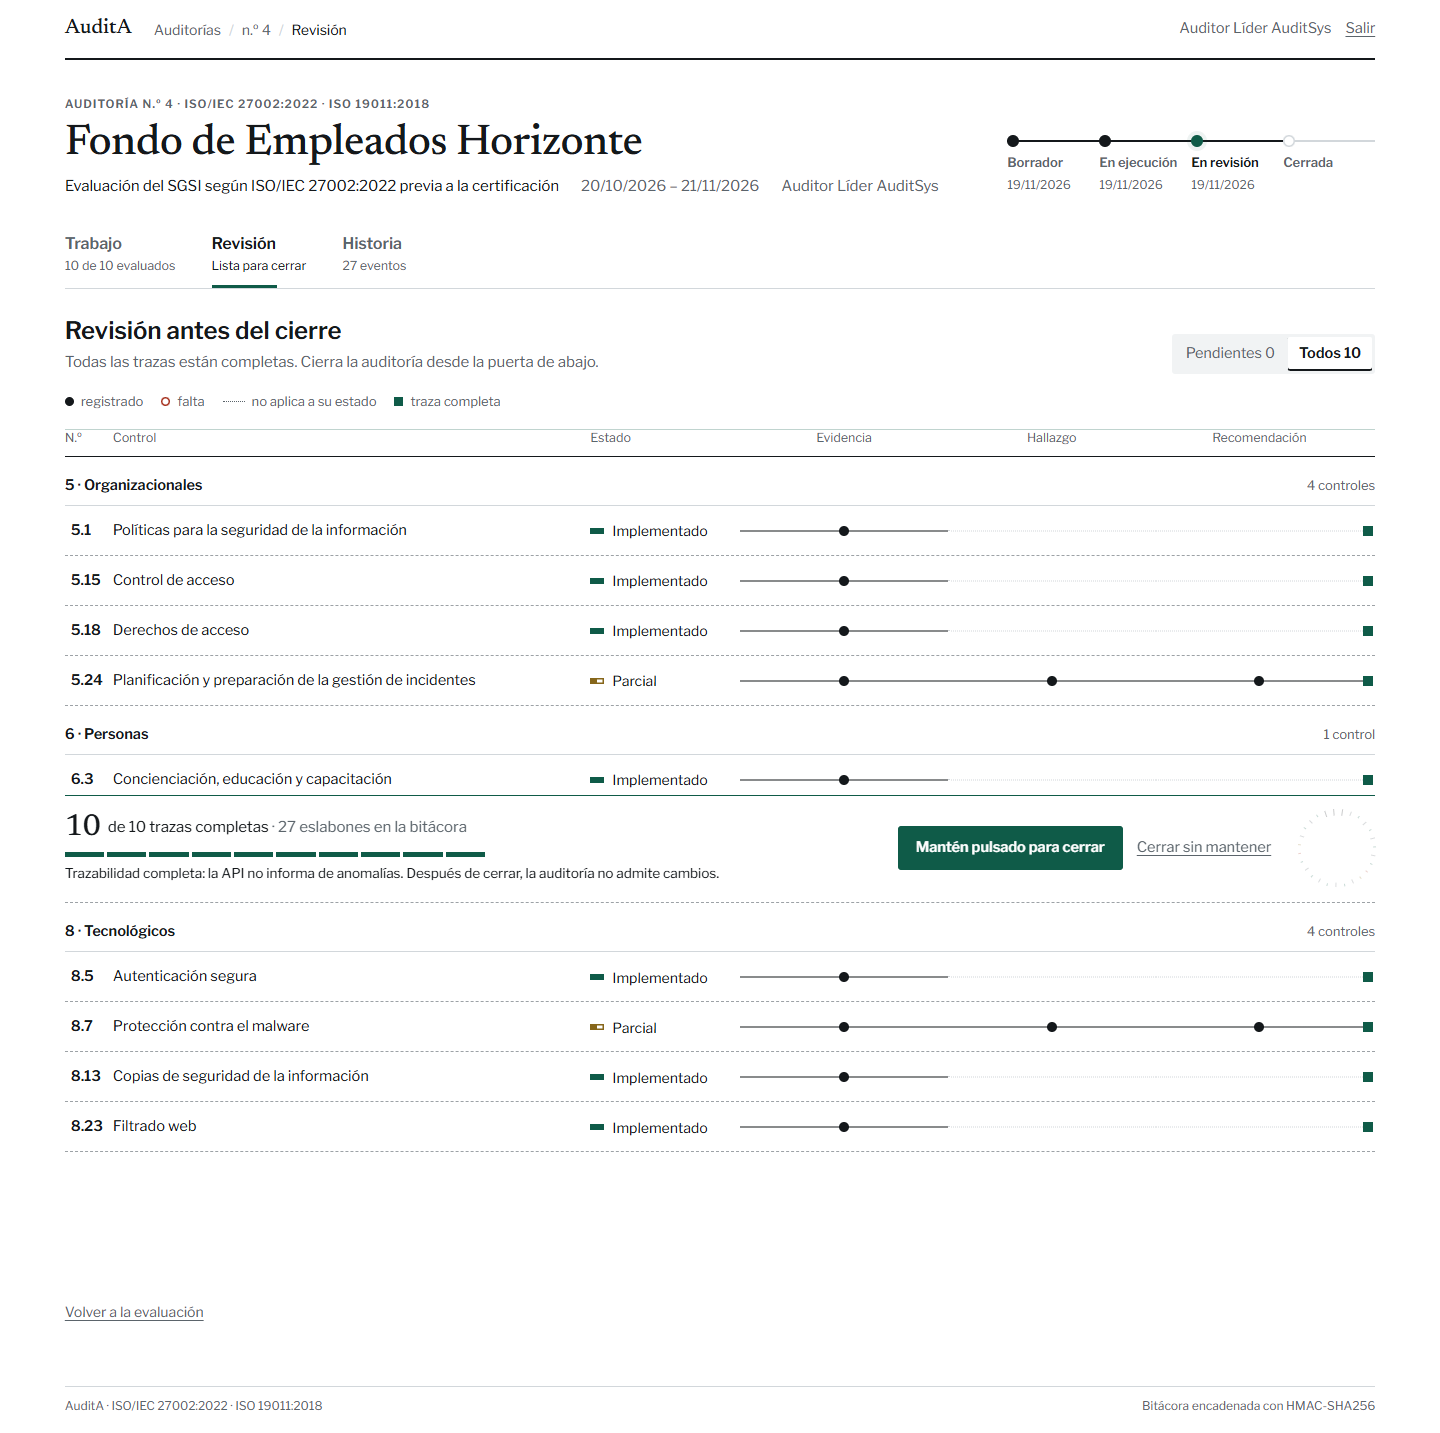 AuditA Auditorías / n.º 4 / Revisión Auditor Líder AuditSys Salir
AUDITORÍA N.º 4 · ISO/IEC 27002:2022 · ISO 19011:2018
Fondo de Empleados Horizonte
Evaluación del SGSI según ISO/IEC 27002:2022 previa a la certificación 20/10/2026 – 21/11/2026 Auditor Líder AuditSys
Borrador En ejecución En revisión Cerrada
19/11/2026 19/11/2026 19/11/2026
Trabajo Revisión Historia
10 de 10 evaluados Lista para cerrar 27 eventos
Revisión antes del cierre
Todas las trazas están completas. Cierra la auditoría desde la puerta de abajo.
Pendientes 0 Todos 10
registrado falta no aplica a su estado traza completa
N.º Control Estado Evidencia Hallazgo Recomendación
5 · Organizacionales 4 controles
5.1 Políticas para la seguridad de la información Implementado
5.15 Control de acceso Implementado
5.18 Derechos de acceso Implementado
5.24 Planificación y preparación de la gestión de incidentes Parcial
6 · Personas 1 control
6.3 Concienciación, educación y capacitación Implementado
10 de 10 trazas completas · 27 eslabones en la bitácora
Mantén pulsado para cerrar Cerrar sin mantener
Trazabilidad completa: la API no informa de anomalías. Después de cerrar, la auditoría no admite cambios.
8 · Tecnológicos 4 controles
8.5 Autenticación segura Implementado
8.7 Protección contra el malware Parcial
8.13 Copias de seguridad de la información Implementado
8.23 Filtrado web Implementado
Volver a la evaluación
AuditA · ISO/IEC 27002:2022 · ISO 19011:2018 Bitácora encadenada con HMAC-SHA256